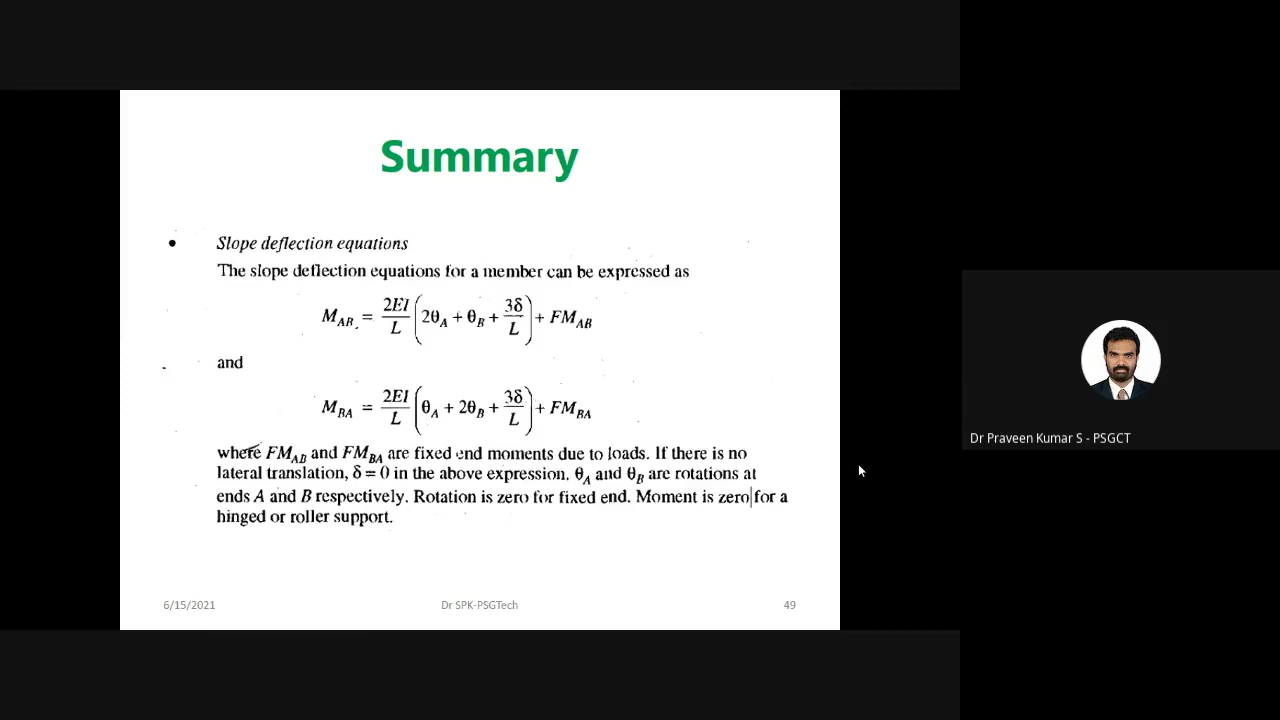 Summary
• Slope deflection equations
The slope deflection equations for a member can be expressed as
M_AB = 2EI/L (2θ_A + θ_B + 3δ/L) + FM_AB
and
M_BA = 2EI/L (θ_A + 2θ_B + 3δ/L) + FM_BA
where FM_AB and FM_BA are fixed end moments due to loads. If there is no
lateral translation, δ = 0 in the above expression. θ_A and θ_B are rotations at
ends A and B respectively. Rotation is zero for fixed end. Moment is zero for a
hinged or roller support.
6/15/2021 Dr SPK-PSGTech 49
Dr Praveen Kumar S - PSGCT